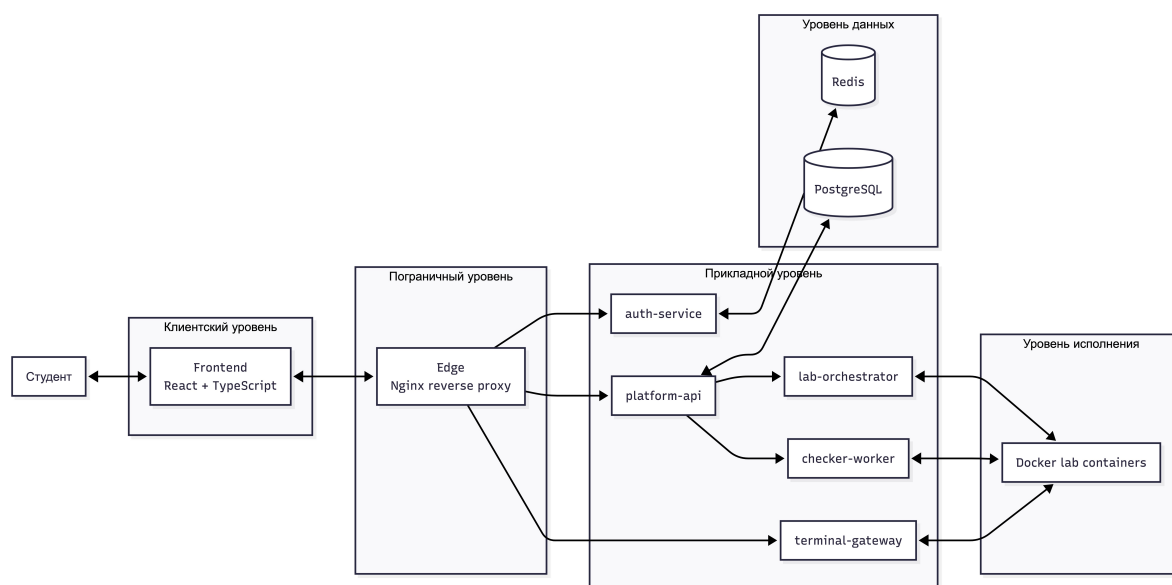 Уровень данных
Redis
PostgreSQL
Прикладной уровень
Пограничный уровень
auth-service
Клиентский уровень
Уровень исполнения
Студент
Frontend
React + TypeScript
Edge
Nginx reverse proxy
platform-api
lab-orchestrator
checker-worker
Docker lab containers
terminal-gateway